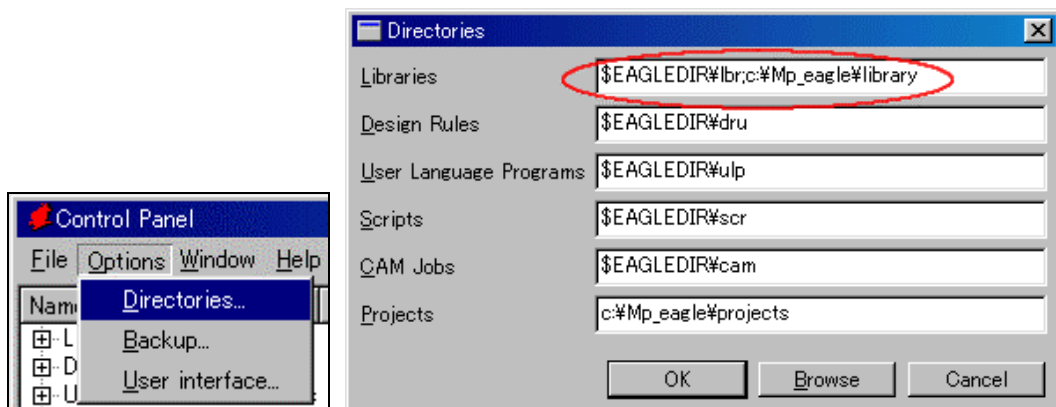 Control Panel
File Options Window Help
Directories...
Backup...
User interface...
Directories
Libraries $EAGLEDIR¥lbr;c:¥Mp_eagle¥library
Design Rules $EAGLEDIR¥dru
User Language Programs $EAGLEDIR¥ulp
Scripts $EAGLEDIR¥scr
CAM Jobs $EAGLEDIR¥cam
Projects c:¥Mp_eagle¥projects
OK Browse Cancel